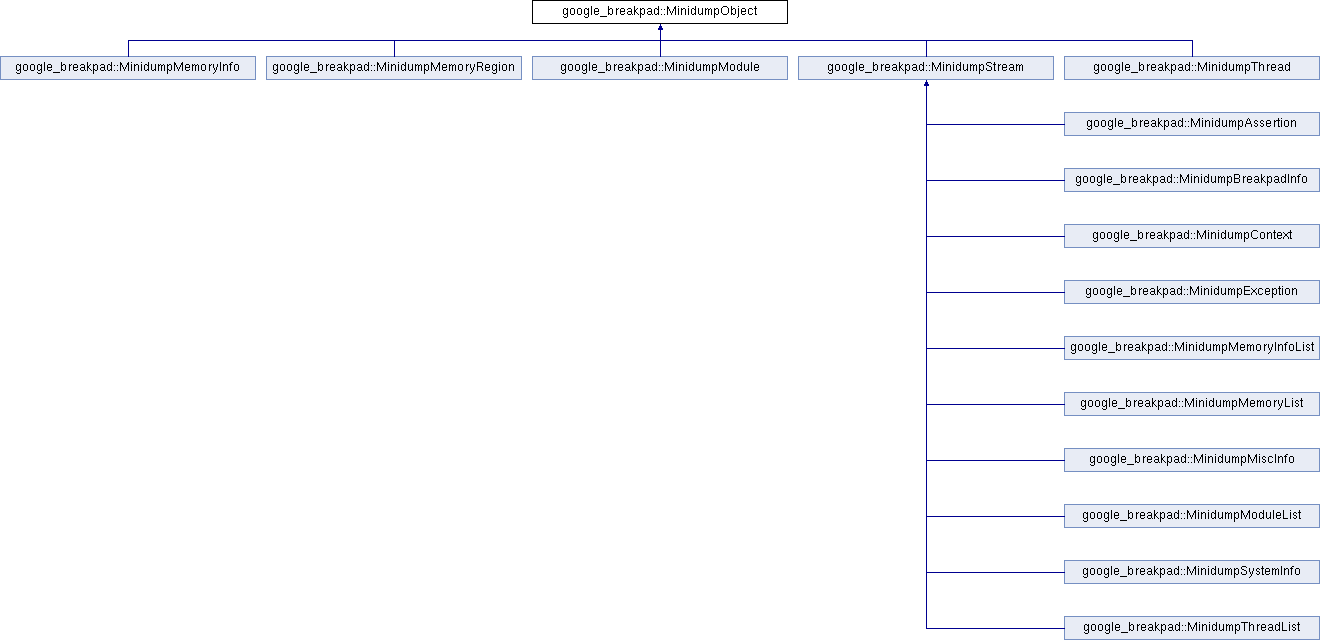 google_breakpad::MinidumpObject
google_breakpad::MinidumpMemoryInfo
google_breakpad::MinidumpMemoryRegion
google_breakpad::MinidumpModule
google_breakpad::MinidumpStream
google_breakpad::MinidumpThread
google_breakpad::MinidumpAssertion
google_breakpad::MinidumpBreakpadInfo
google_breakpad::MinidumpContext
google_breakpad::MinidumpException
google_breakpad::MinidumpMemoryInfoList
google_breakpad::MinidumpMemoryList
google_breakpad::MinidumpMiscInfo
google_breakpad::MinidumpModuleList
google_breakpad::MinidumpSystemInfo
google_breakpad::MinidumpThreadList